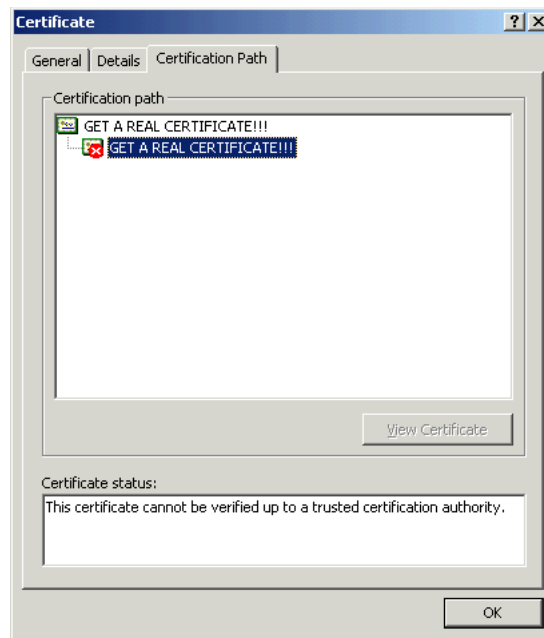 Certificate
General
Details
Certification Path
Certification path
GET A REAL CERTIFICATE!!!
GET A REAL CERTIFICATE!!!
View Certificate
Certificate status:
This certificate cannot be verified up to a trusted certification authority.
OK